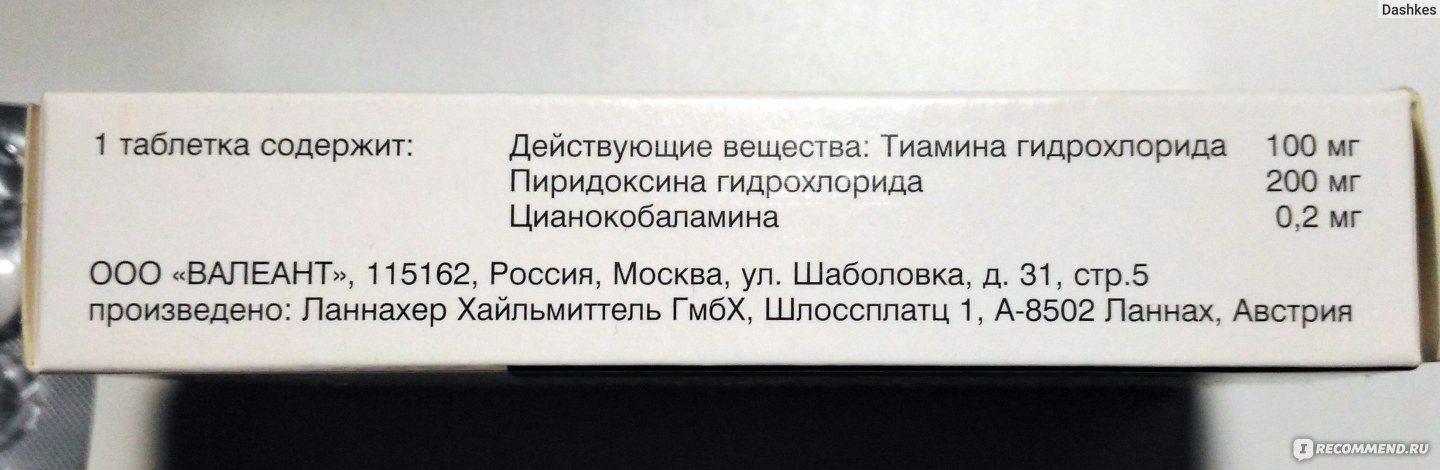 Dashkes
1 таблетка содержит: Действующие вещества: Тиамина гидрохлорида 100 мг
Пиридоксина гидрохлорида 200 мг
Цианокобаламина 0,2 мг
ООО «ВАЛЕАНТ», 115162, Россия, Москва, ул. Шаболовка, д. 31, стр.5
произведено: Ланнахер Хайльмиттель ГмбХ, Шлоссплатц 1, А-8502 Ланнах, Австрия
IRECOMMEND.RU